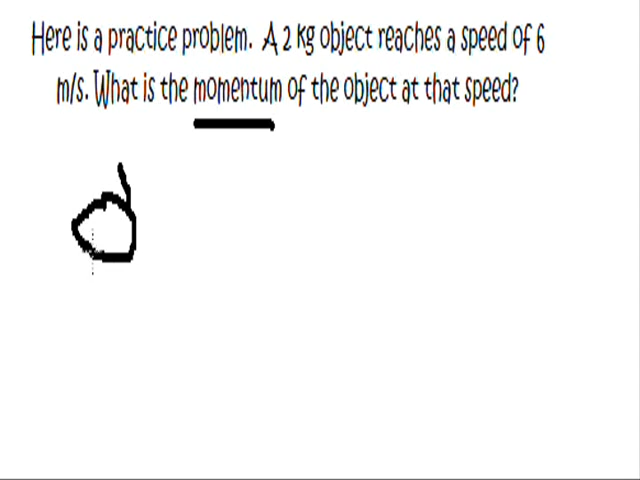 Here is a practice problem. A 2 kg object reaches a speed of 6
m/s. What is the momentum of the object at that speed?